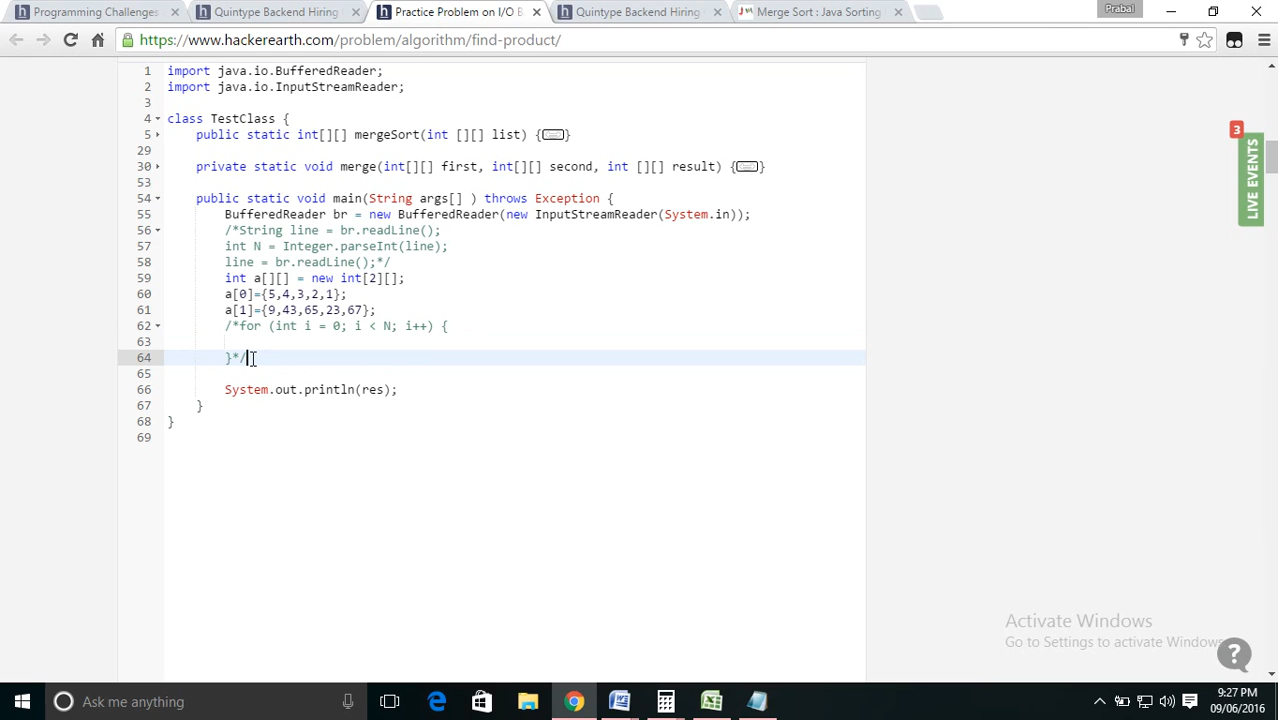 Programming Challenges
Quintype Backend Hiring
Practice Problem on I/O B
Quintype Backend Hiring
Merge Sort : Java Sorting
Prabal
https://www.hackerearth.com/problem/algorithm/find-product/
1 import java.io.BufferedReader;
2 import java.io.InputStreamReader;
3
4 class TestClass {
5 public static int[][] mergeSort(int [][] list) {}
29
30 private static void merge(int[][] first, int[][] second, int [][] result) {}
53
54 public static void main(String args[] ) throws Exception {
55 BufferedReader br = new BufferedReader(new InputStreamReader(System.in));
56 /*String line = br.readLine();
57 int N = Integer.parseInt(line);
58 line = br.readLine();*/
59 int a[][] = new int[2][];
60 a[0]={5,4,3,2,1};
61 a[1]={9,43,65,23,67};
62 /*for (int i = 0; i < N; i++) {
63
64 }*/
65
66 System.out.println(res);
67 }
68 }
69
3
LIVE EVENTS
Activate Windows
Go to Settings to activate Windows.
Ask me anything
9:27 PM
09/06/2016